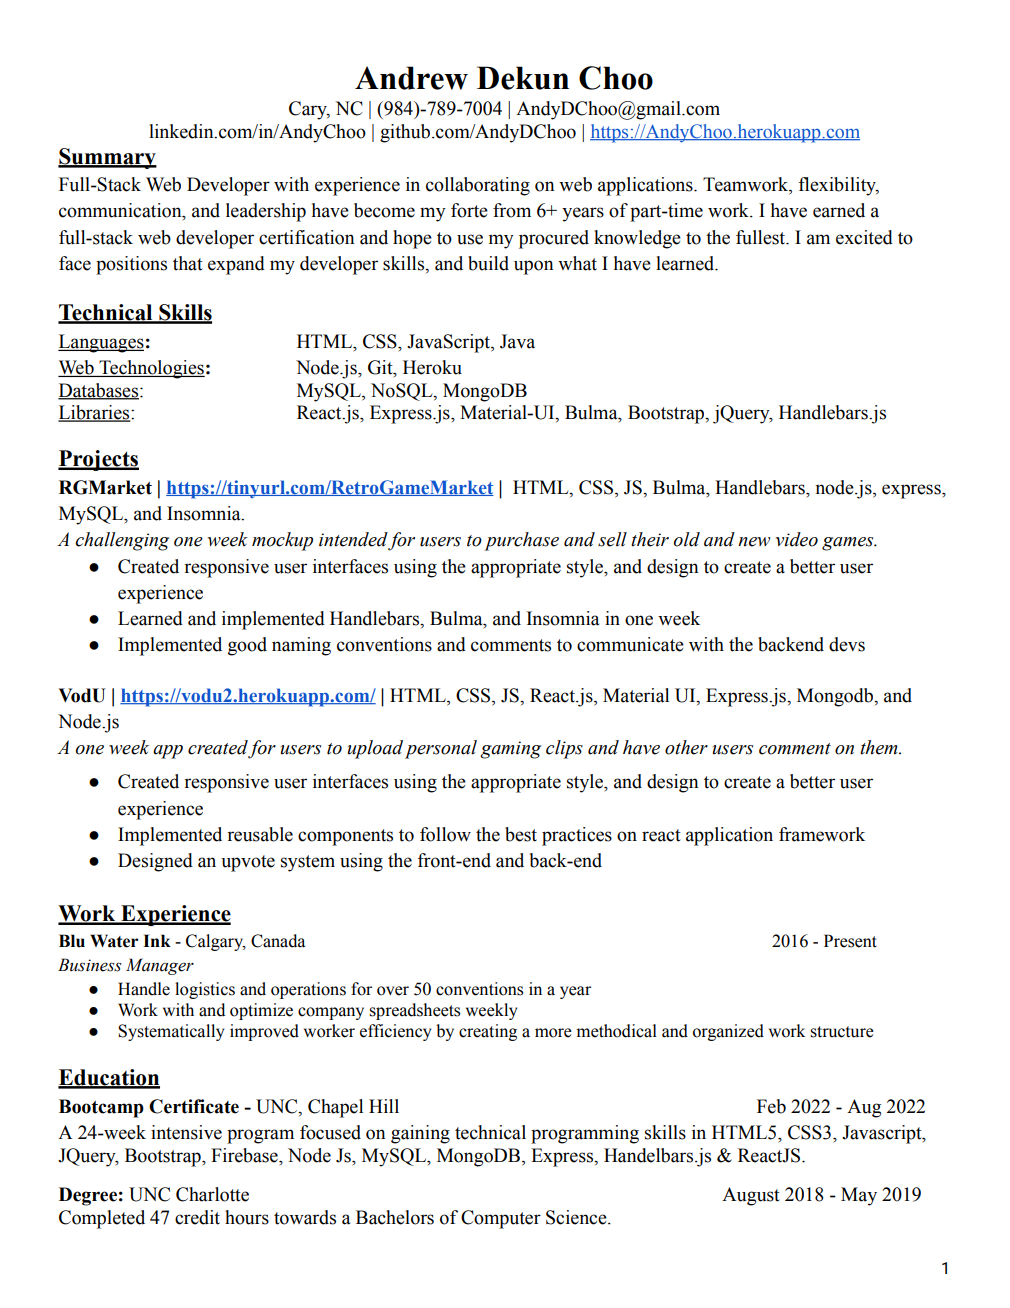 Andrew Dekun Choo
Cary, NC | (984)-789-7004 | AndyDChoo@gmail.com
linkedin.com/in/AndyChoo | github.com/AndyDChoo | https://AndyChoo.herokuapp.com
Summary
Full-Stack Web Developer with experience in collaborating on web applications. Teamwork, flexibility,
communication, and leadership have become my forte from 6+ years of part-time work. I have earned a
full-stack web developer certification and hope to use my procured knowledge to the fullest. I am excited to
face positions that expand my developer skills, and build upon what I have learned.
Technical Skills
Languages: HTML, CSS, JavaScript, Java
Web Technologies: Node.js, Git, Heroku
Databases: MySQL, NoSQL, MongoDB
Libraries: React.js, Express.js, Material-UI, Bulma, Bootstrap, jQuery, Handlebars.js
Projects
RGMarket | https://tinyurl.com/RetroGameMarket | HTML, CSS, JS, Bulma, Handlebars, node.js, express,
MySQL, and Insomnia.
A challenging one week mockup intended for users to purchase and sell their old and new video games.
● Created responsive user interfaces using the appropriate style, and design to create a better user
experience
● Learned and implemented Handlebars, Bulma, and Insomnia in one week
● Implemented good naming conventions and comments to communicate with the backend devs
VodU | https://vodu2.herokuapp.com/ | HTML, CSS, JS, React.js, Material UI, Express.js, Mongodb, and
Node.js
A one week app created for users to upload personal gaming clips and have other users comment on them.
● Created responsive user interfaces using the appropriate style, and design to create a better user
experience
● Implemented reusable components to follow the best practices on react application framework
● Designed an upvote system using the front-end and back-end
Work Experience
Blu Water Ink - Calgary, Canada 2016 - Present
Business Manager
● Handle logistics and operations for over 50 conventions in a year
● Work with and optimize company spreadsheets weekly
● Systematically improved worker efficiency by creating a more methodical and organized work structure
Education
Bootcamp Certificate - UNC, Chapel Hill Feb 2022 - Aug 2022
A 24-week intensive program focused on gaining technical programming skills in HTML5, CSS3, Javascript,
JQuery, Bootstrap, Firebase, Node Js, MySQL, MongoDB, Express, Handelbars.js & ReactJS.
Degree: UNC Charlotte August 2018 - May 2019
Completed 47 credit hours towards a Bachelors of Computer Science.
1